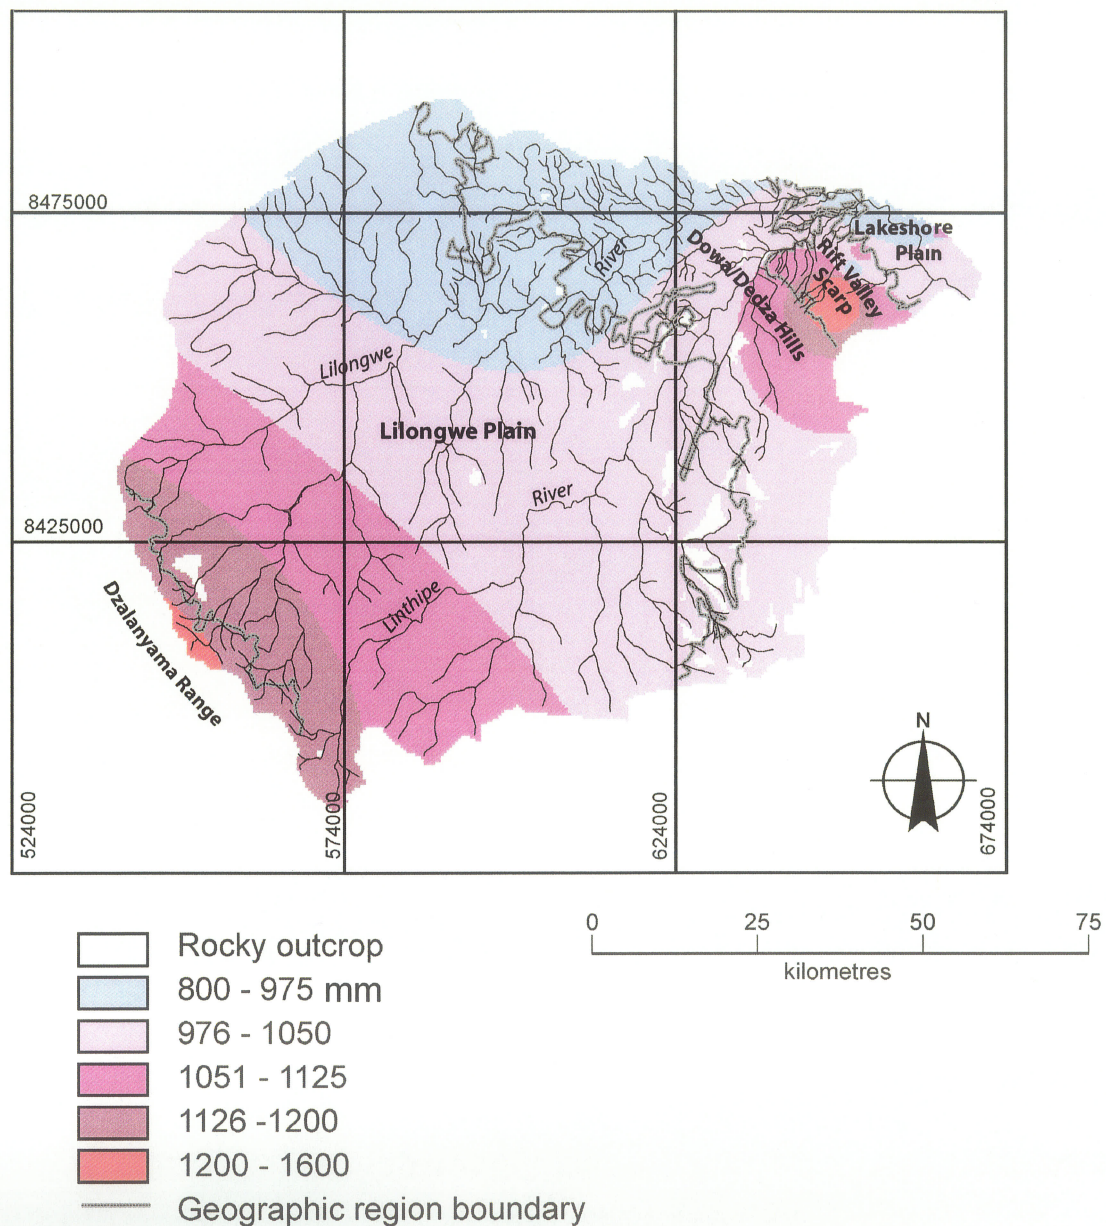 8475000
Lakeshore
Plain
River
Dowa/Dedza Hills
Rift Valley
Scarp
Lilongwe
Lilongwe Plain
River
8425000
Linthipe
Dzalanyama Range
N
524000
574000
624000
674000
0 25 50 75
kilometres
Rocky outcrop
800 - 975 mm
976 - 1050
1051 - 1125
1126 -1200
1200 - 1600
Geographic region boundary